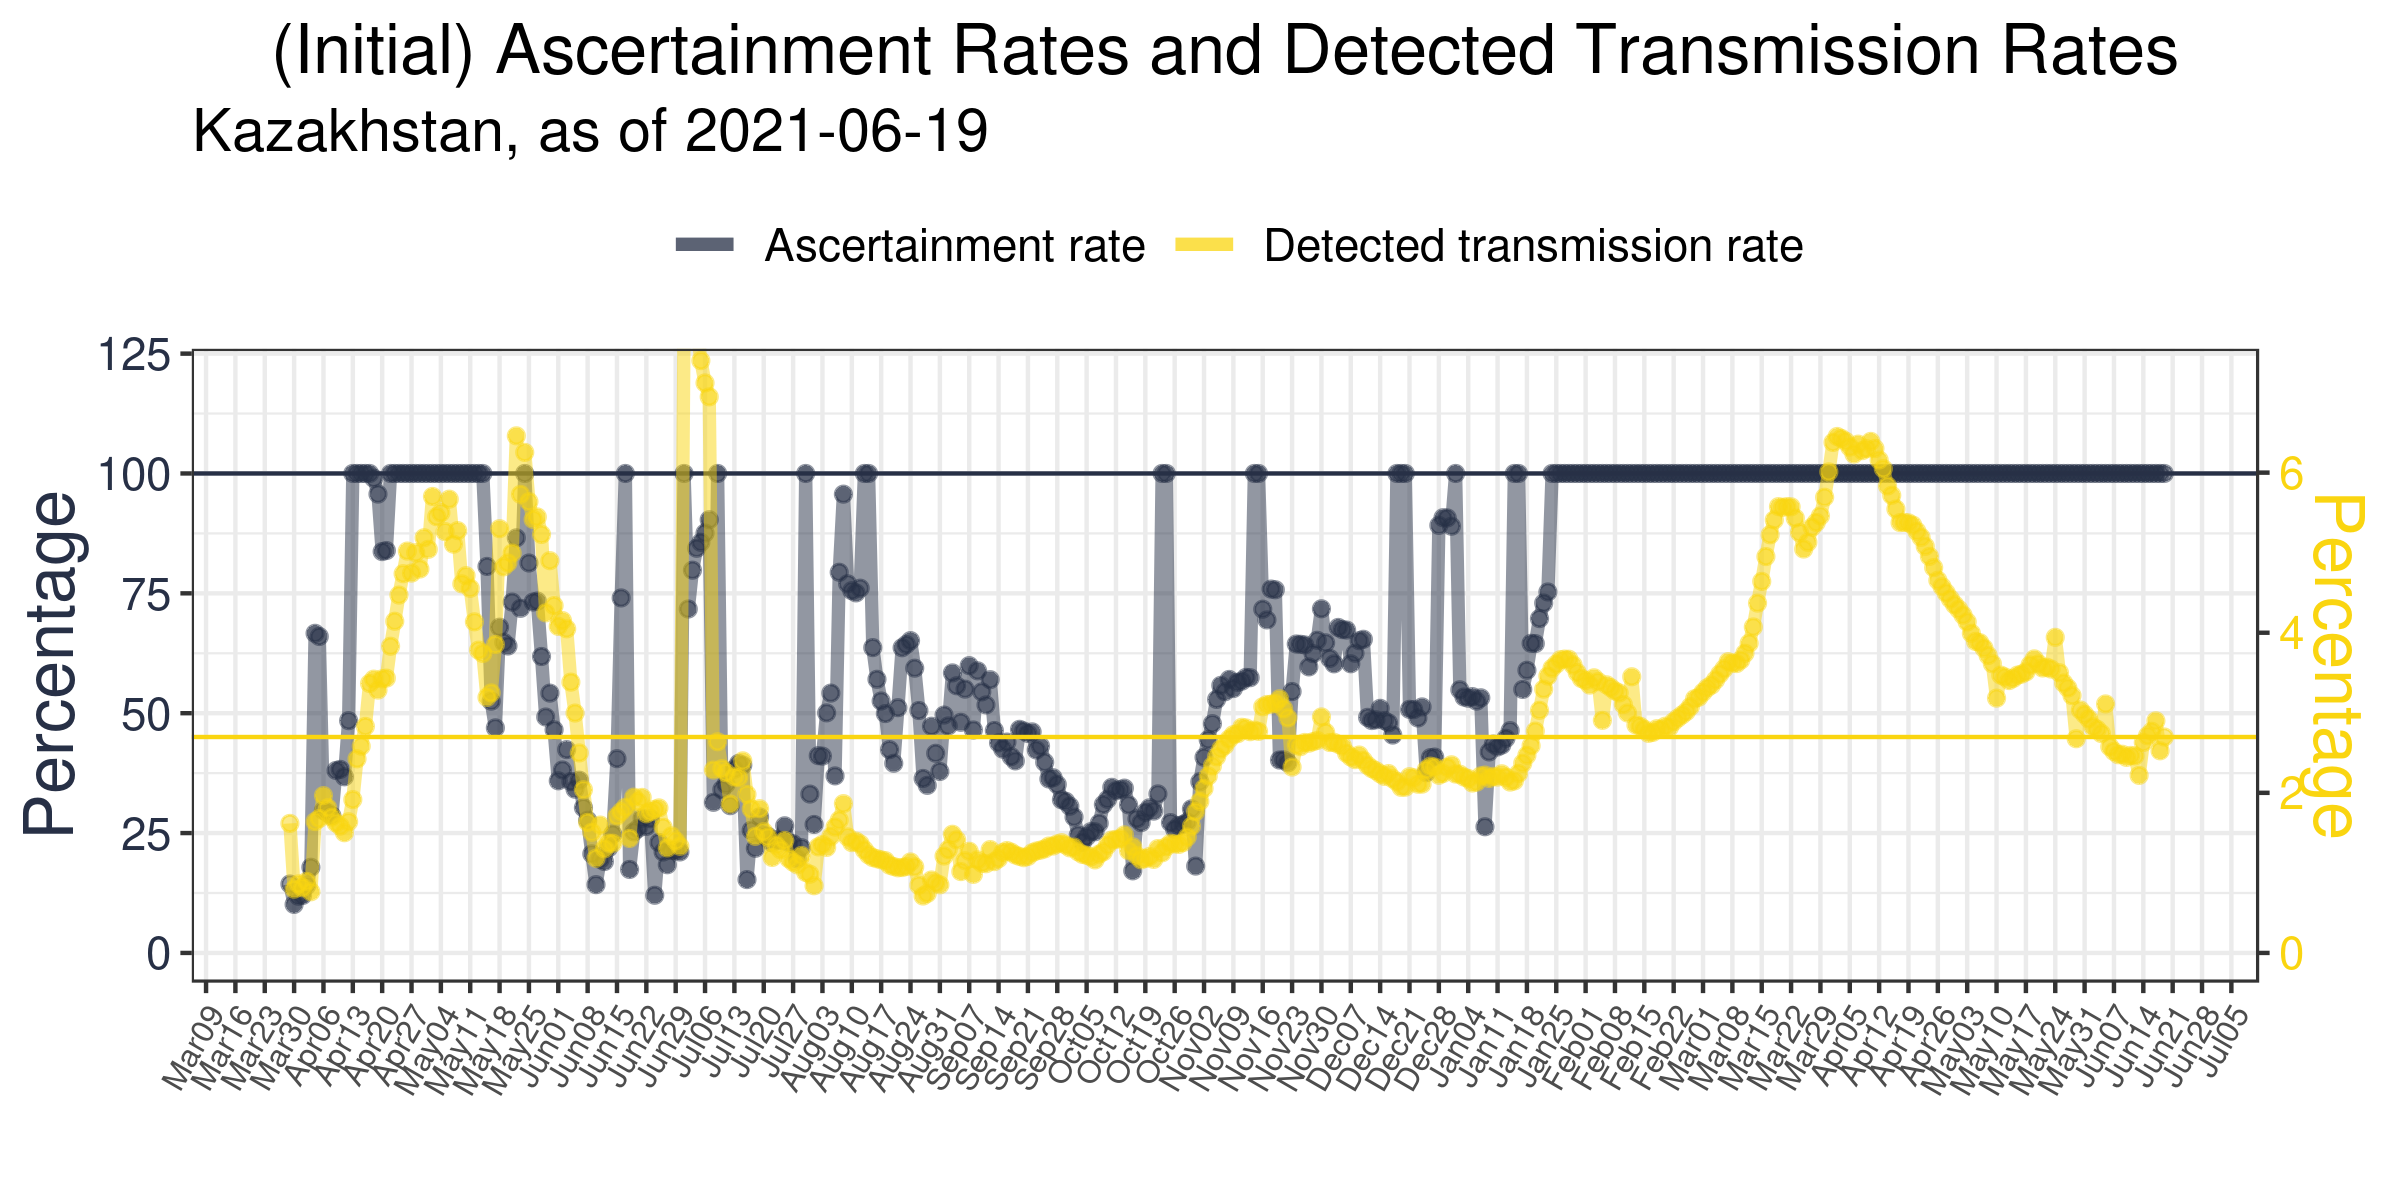 (Initial) Ascertainment Rates and Detected Transmission Rates
Kazakhstan, as of 2021-06-19
Ascertainment rate Detected transmission rate
Percentage
125
100
75
50
25
0
6
4
2
0
Percentage
Mar09 Mar16 Mar23 Mar30 Apr06 Apr13 Apr20 Apr27 May04 May11 May18 May25 Jun01 Jun08 Jun15 Jun22 Jun29 Jul06 Jul13 Jul20 Jul27 Aug03 Aug10 Aug17 Aug24 Aug31 Sep07 Sep14 Sep21 Sep28 Oct05 Oct12 Oct19 Oct26 Nov02 Nov09 Nov16 Nov23 Nov30 Dec07 Dec14 Dec21 Dec28 Jan04 Jan11 Jan18 Jan25 Feb01 Feb08 Feb15 Feb22 Mar01 Mar08 Mar15 Mar22 Mar29 Apr05 Apr12 Apr19 Apr26 May03 May10 May17 May24 May31 Jun07 Jun14 Jun21 Jun28 Jul05